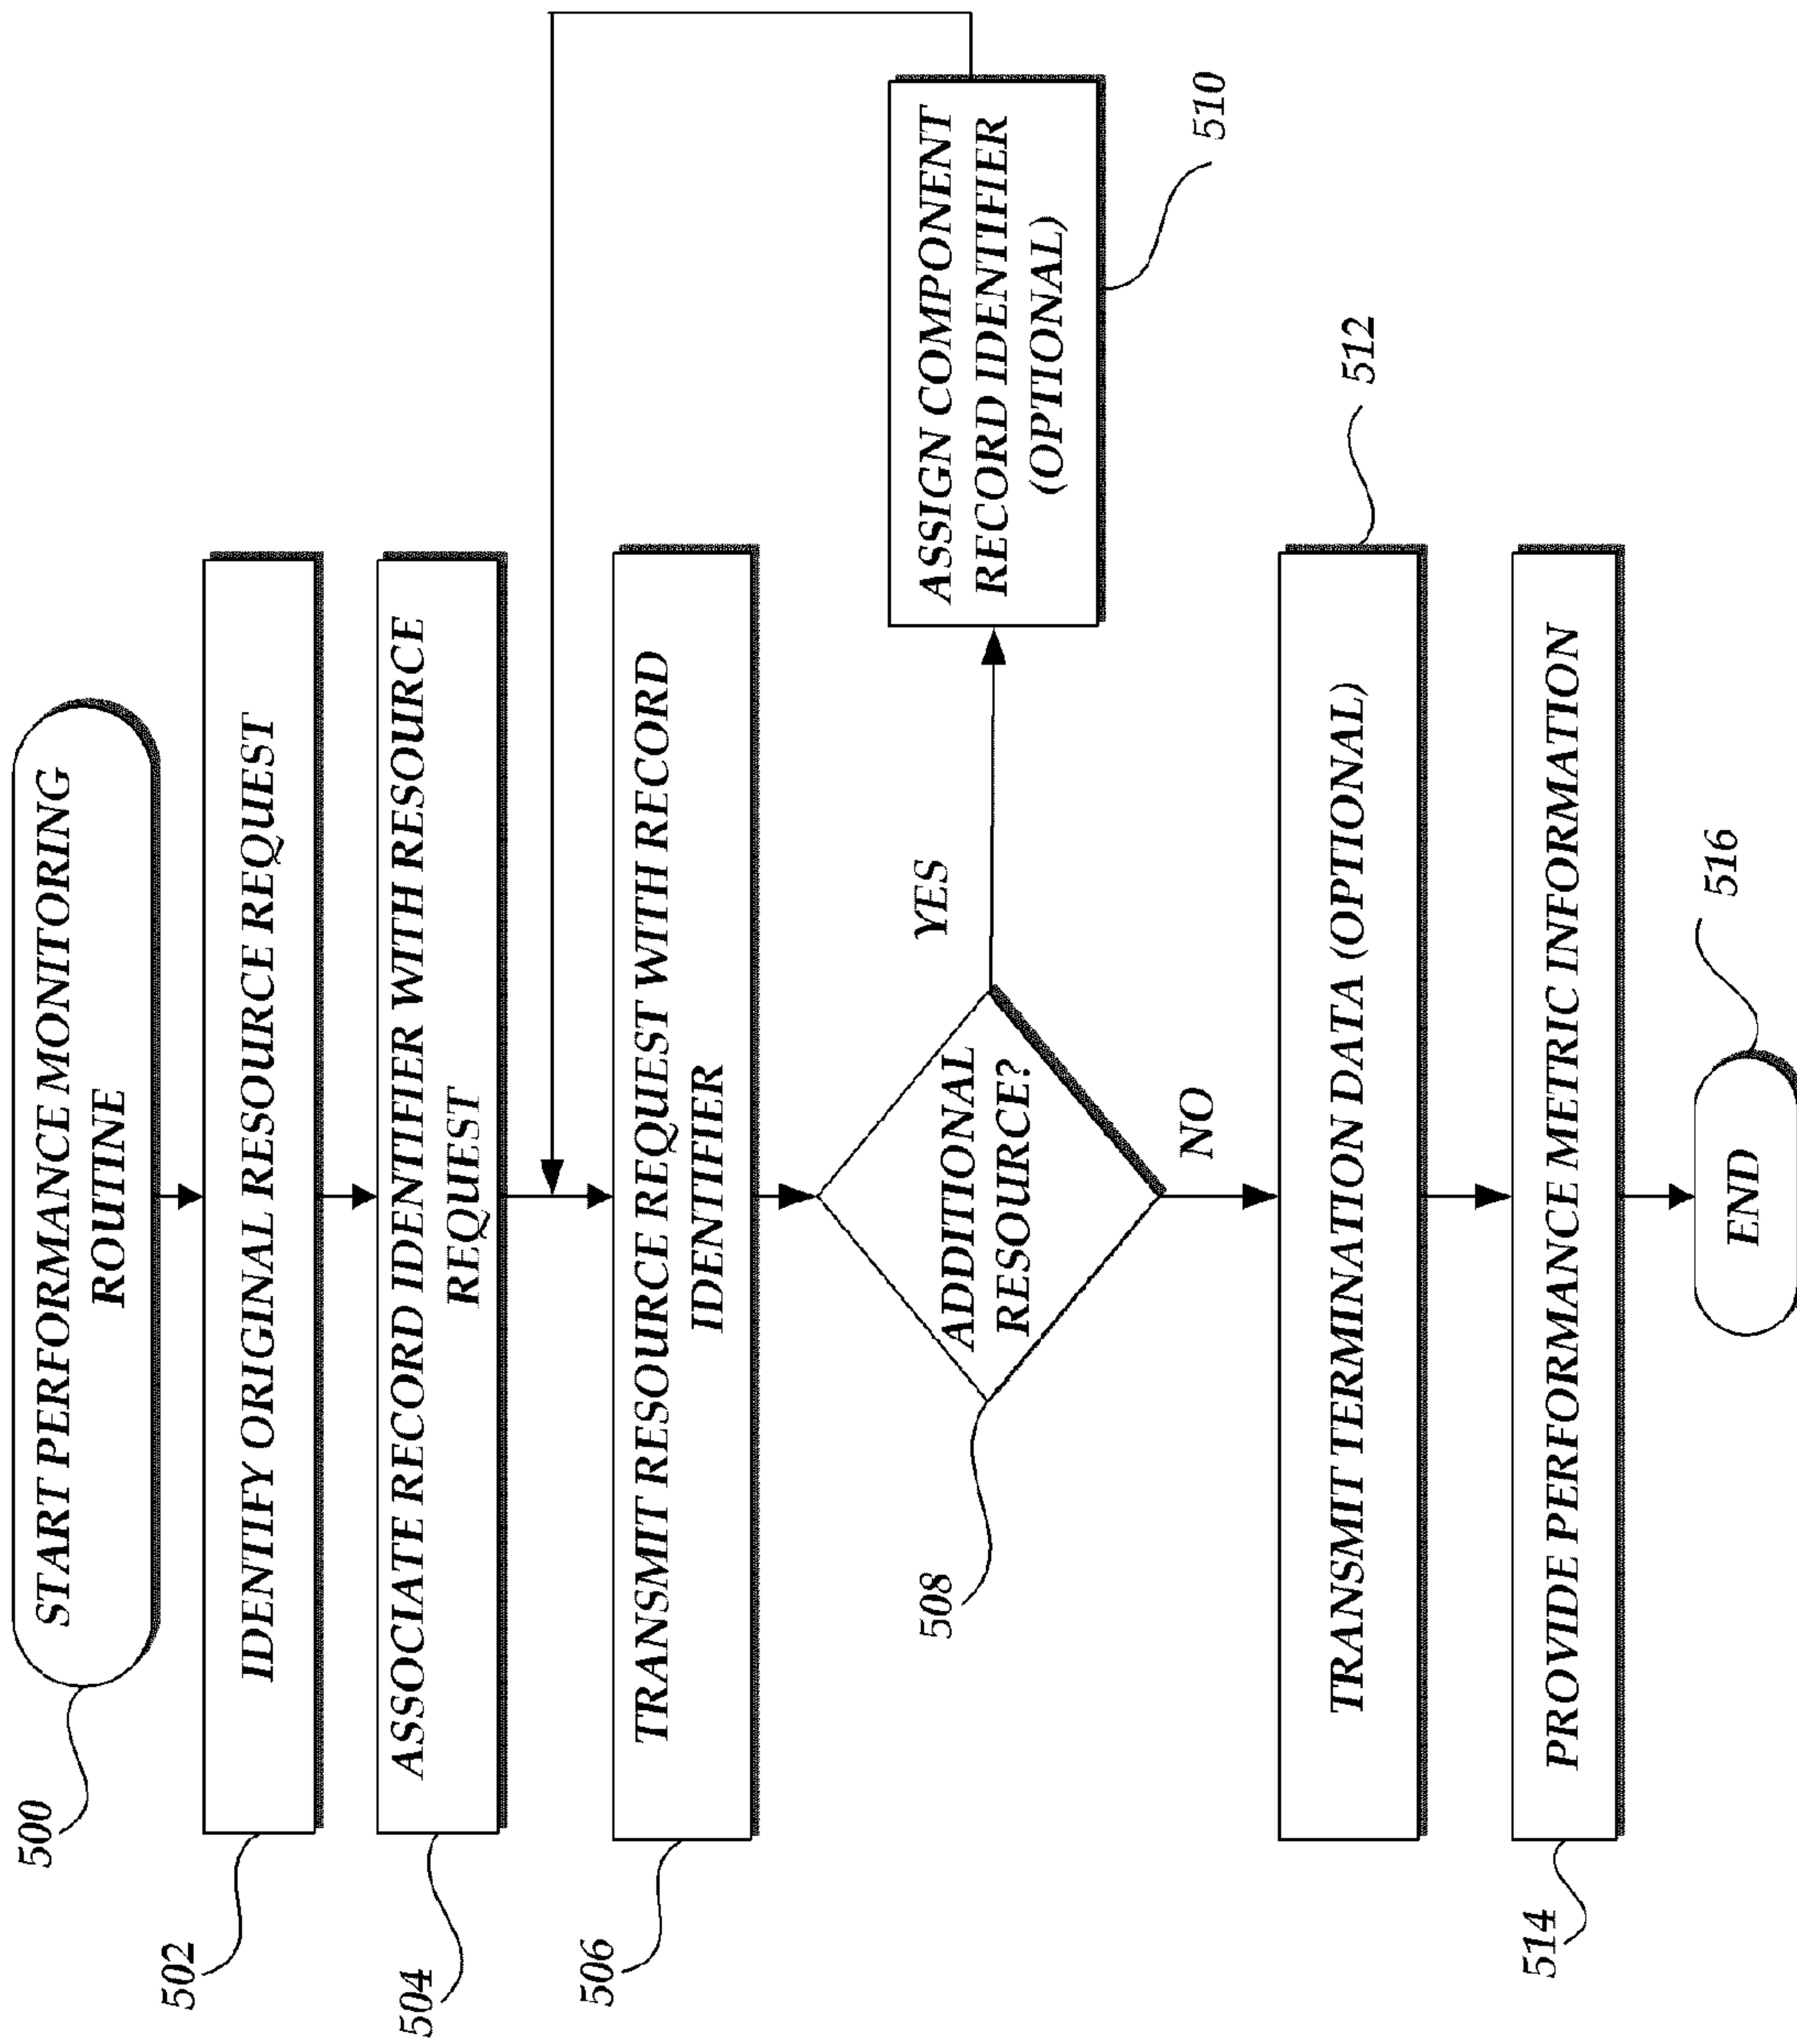 500
START PERFORMANCE MONITORING
ROUTINE
502
IDENTIFY ORIGINAL RESOURCE REQUEST
504
ASSOCIATE RECORD IDENTIFIER WITH RESOURCE
REQUEST
506
TRANSMIT RESOURCE REQUEST WITH RECORD
IDENTIFIER
508
ADDITIONAL
RESOURCE?
YES
ASSIGN COMPONENT
RECORD IDENTIFIER
(OPTIONAL)
510
NO
TRANSMIT TERMINATION DATA (OPTIONAL)
512
514
PROVIDE PERFORMANCE METRIC INFORMATION
END
516